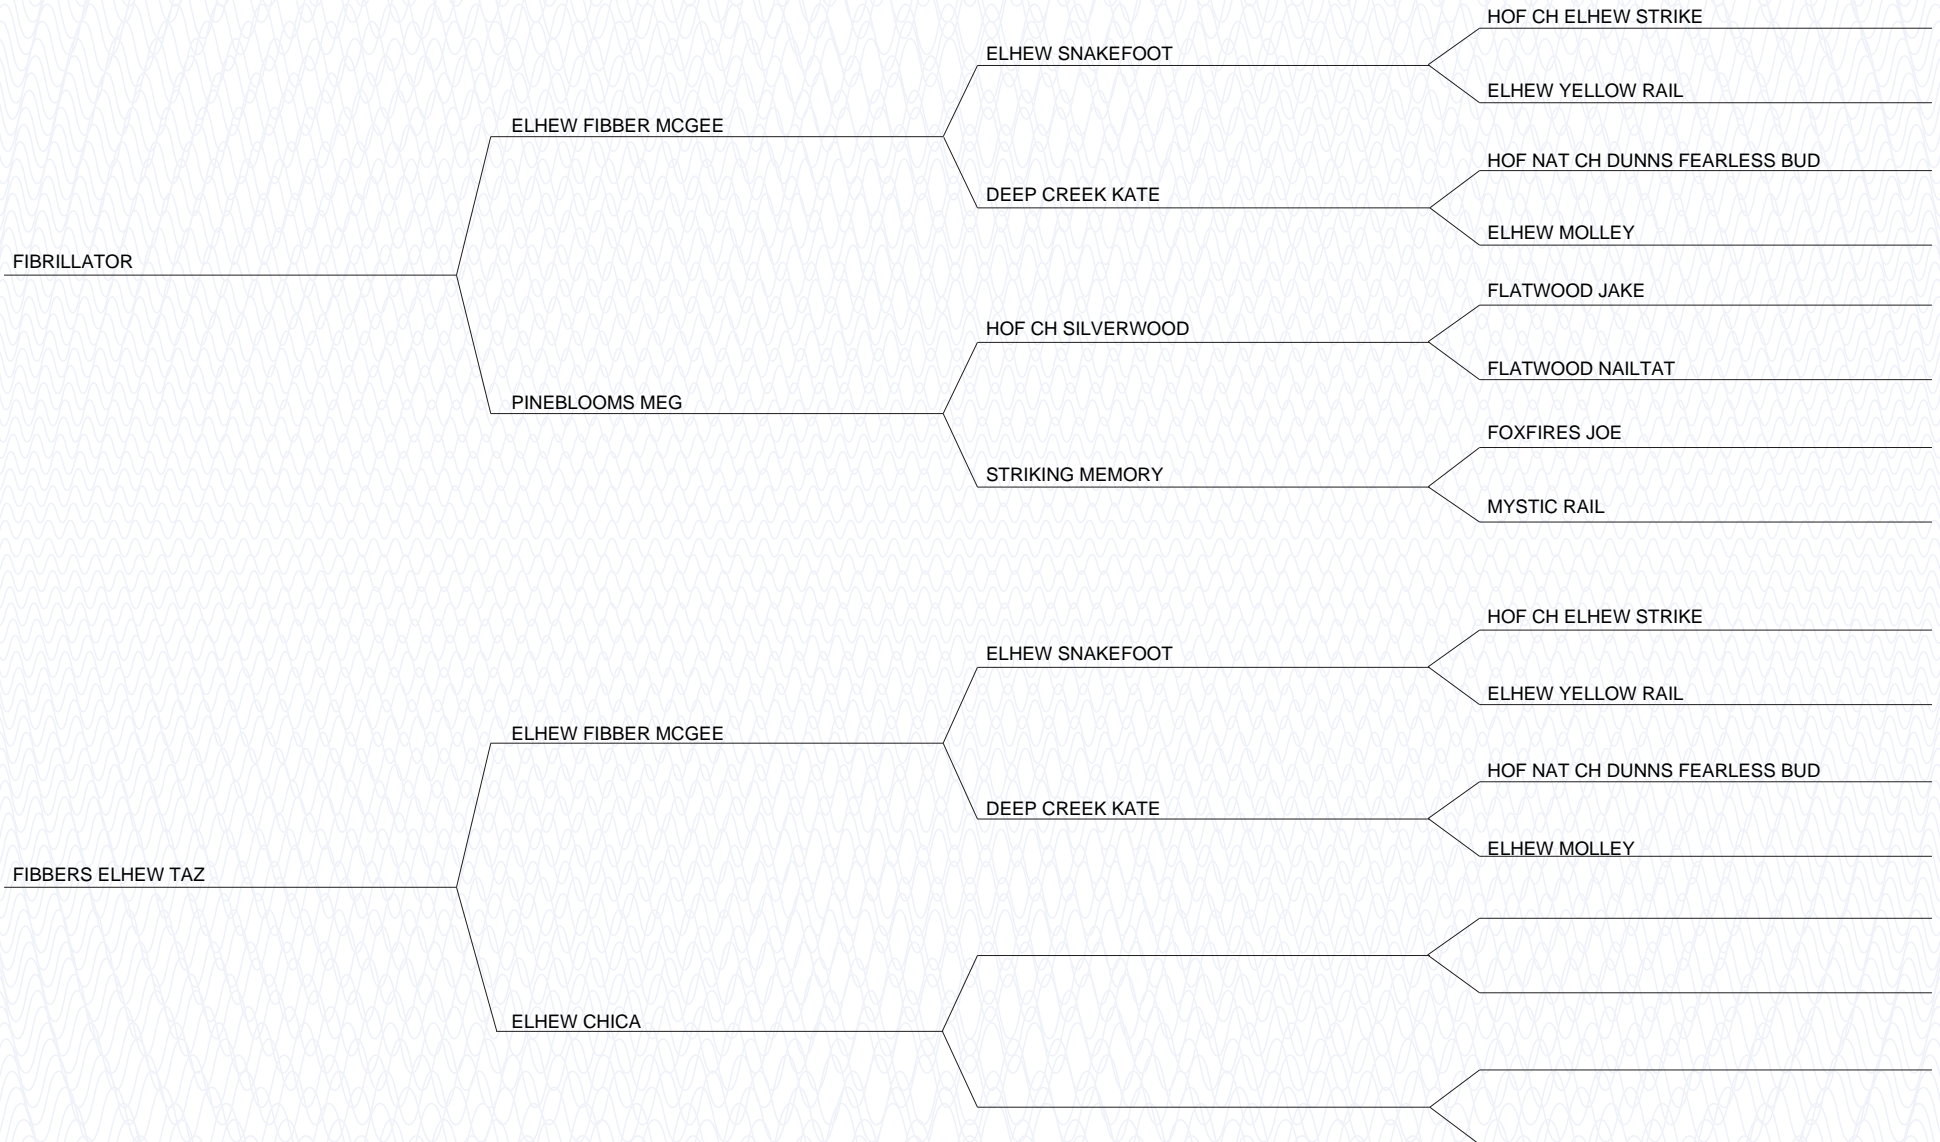 HOF CH ELHEW STRIKE
ELHEW SNAKEFOOT
ELHEW YELLOW RAIL
ELHEW FIBBER MCGEE
HOF NAT CH DUNNS FEARLESS BUD
DEEP CREEK KATE
ELHEW MOLLEY
FIBRILLATOR
FLATWOOD JAKE
HOF CH SILVERWOOD
FLATWOOD NAILTAT
PINEBLOOMS MEG
FOXFIRES JOE
STRIKING MEMORY
MYSTIC RAIL
HOF CH ELHEW STRIKE
ELHEW SNAKEFOOT
ELHEW YELLOW RAIL
ELHEW FIBBER MCGEE
HOF NAT CH DUNNS FEARLESS BUD
DEEP CREEK KATE
ELHEW MOLLEY
FIBBERS ELHEW TAZ
ELHEW CHICA